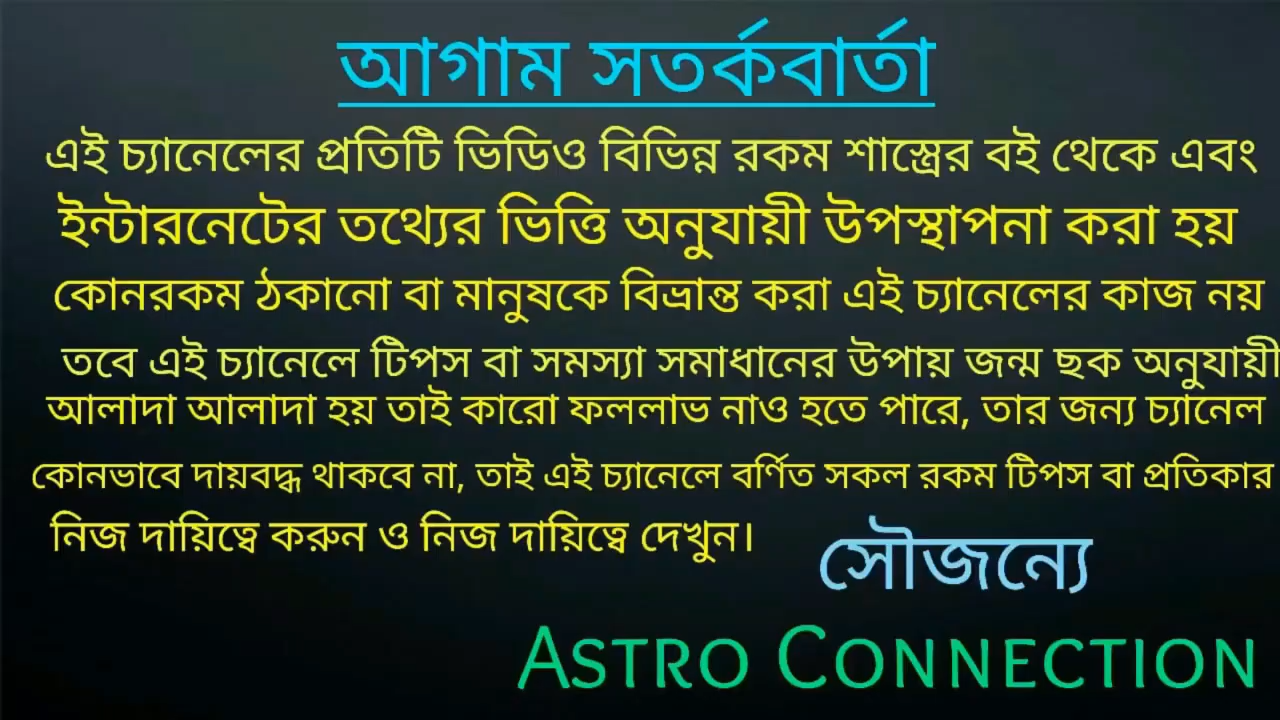 আগাম সতর্কবার্তা
এই চ্যানেলের প্রতিটি ভিডিও বিভিন্ন রকম শাস্ত্রের বই থেকে এবং
ইন্টারনেটের তথ্যের ভিত্তি অনুযায়ী উপস্থাপনা করা হয়
কোনরকম ঠকানো বা মানুষকে বিভ্রান্ত করা এই চ্যানেলের কাজ নয়
তবে এই চ্যানেলে টিপস বা সমস্যা সমাধানের উপায় জন্ম ছক অনুযায়ী
আলাদা আলাদা হয় তাই কারো ফললাভ নাও হতে পারে, তার জন্য চ্যানেল
কোনভাবে দায়বদ্ধ থাকবে না, তাই এই চ্যানেলে বর্ণিত সকল রকম টিপস বা প্রতিকার
নিজ দায়িত্বে করুন ও নিজ দায়িত্বে দেখুন।
সৌজন্যে
ASTRO CONNECTION